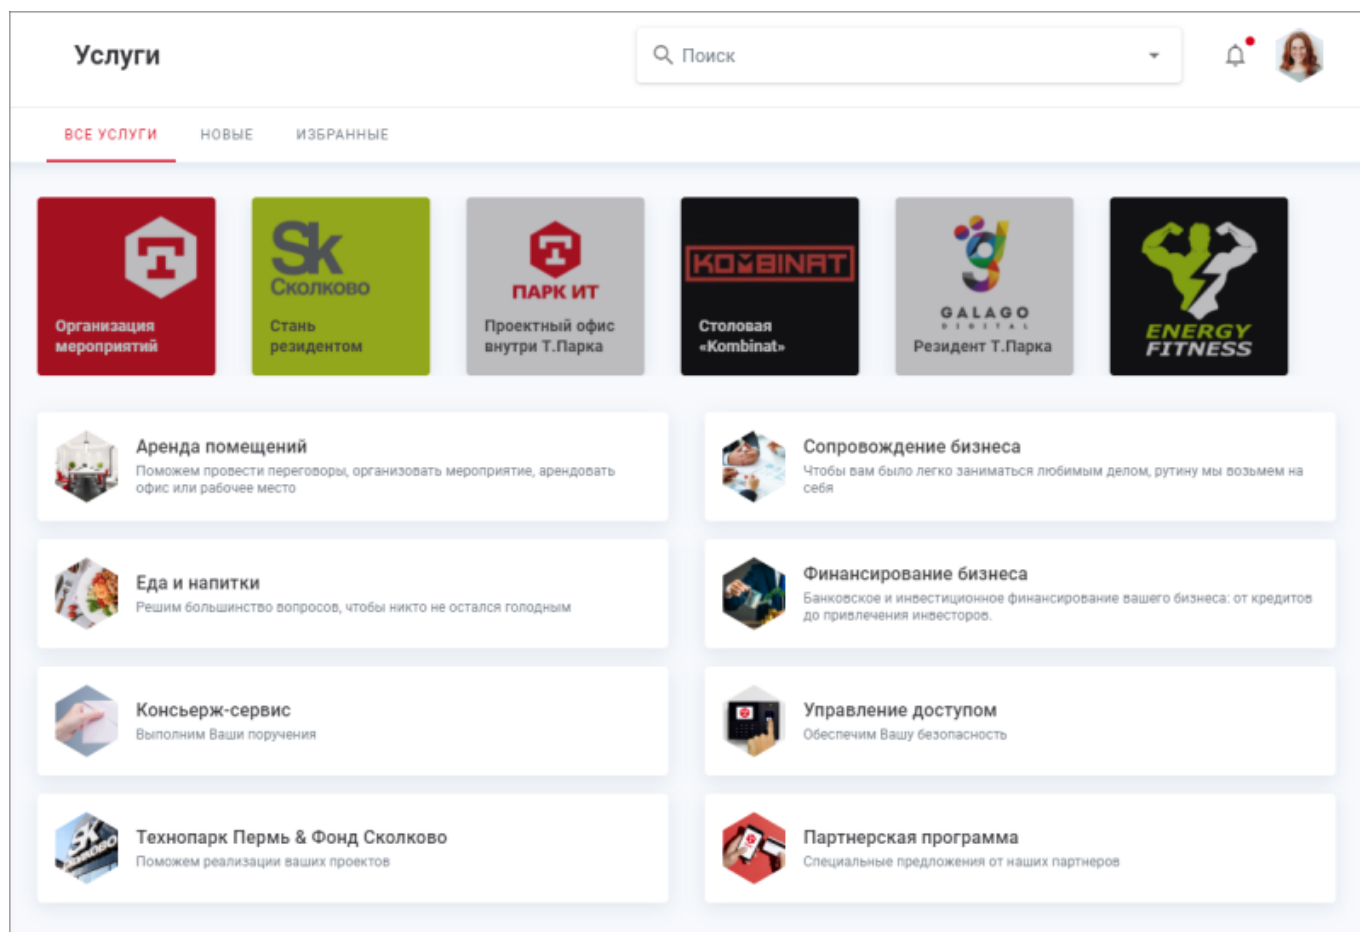 Услуги
Поиск
ВСЕ УСЛУГИ
НОВЫЕ
ИЗБРАННЫЕ
Организация
мероприятий
Sk
Сколково
Стань
резидентом
ПАРК ИТ
Проектный офис
внутри Т.Парка
KOMBINAT
Столовая
«Kombinat»
GALAGO
DIGITAL
Резидент Т.Парка
ENERGY
FITNESS
Аренда помещений
Поможем провести переговоры, организовать мероприятие, арендовать
офис или рабочее место
Сопровождение бизнеса
Чтобы вам было легко заниматься любимым делом, рутину мы возьмем на
себя
Еда и напитки
Решим большинство вопросов, чтобы никто не остался голодным
Финансирование бизнеса
Банковское и инвестиционное финансирование вашего бизнеса: от кредитов
до привлечения инвесторов.
Консьерж-сервис
Выполним Ваши поручения
Управление доступом
Обеспечим Вашу безопасность
Технопарк Пермь & Фонд Сколково
Поможем реализации ваших проектов
Партнерская программа
Специальные предложения от наших партнеров